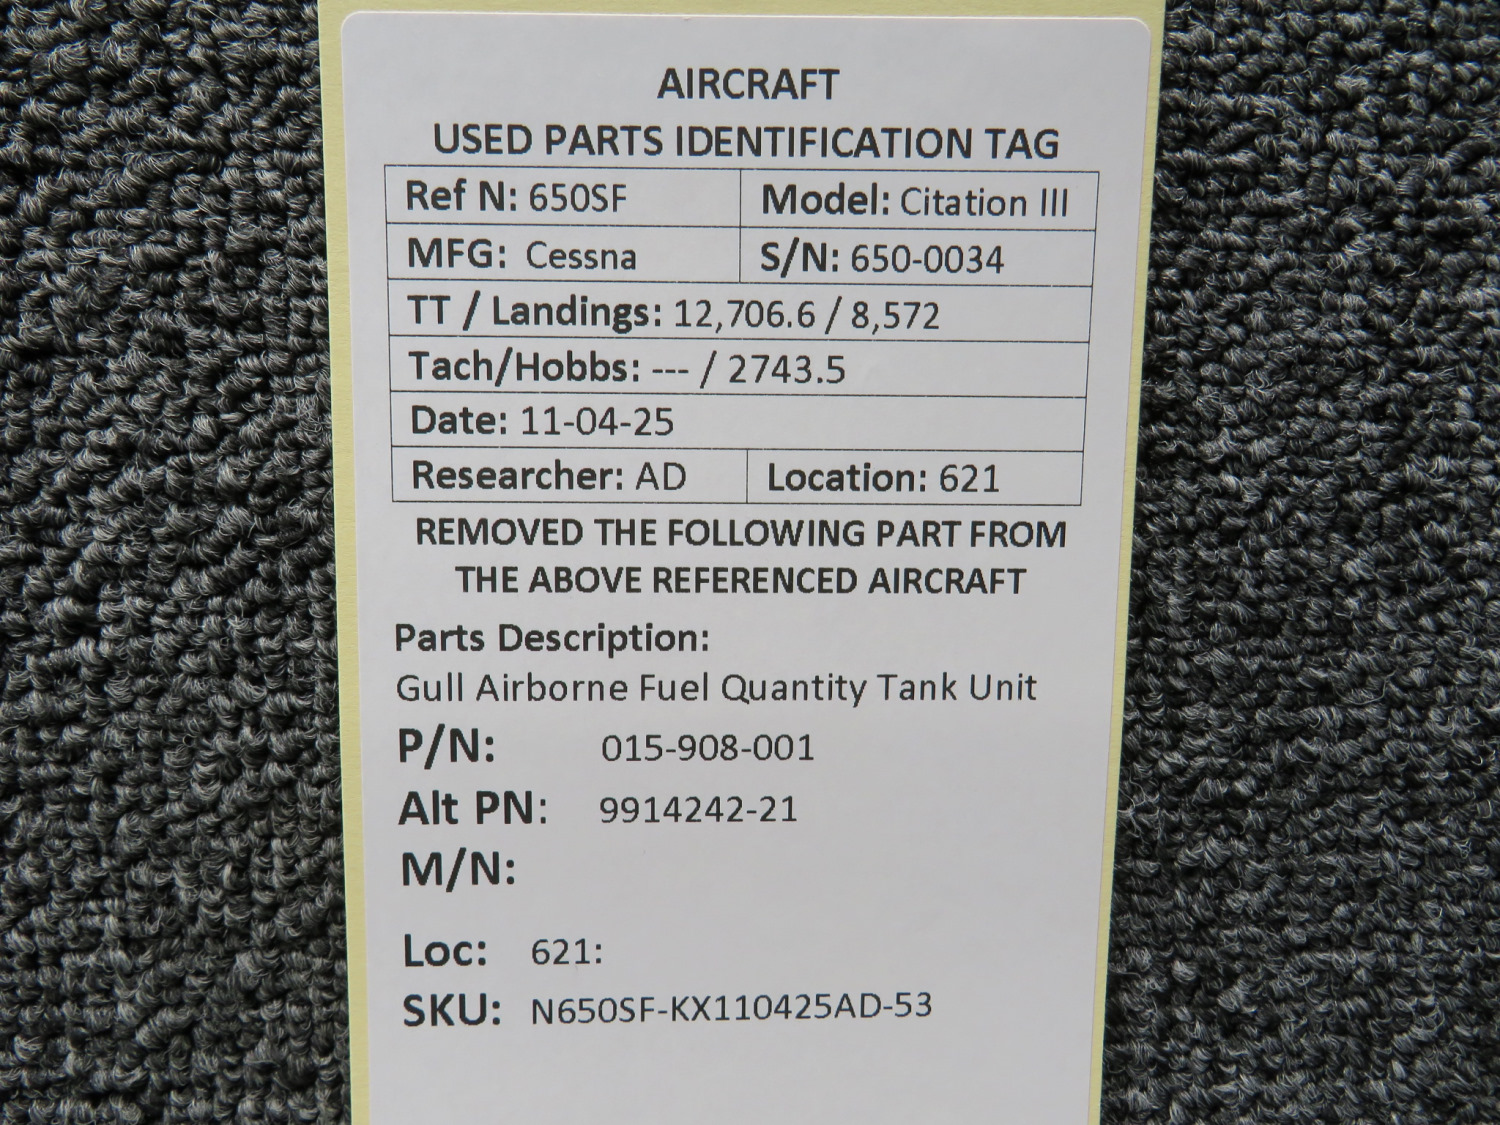 AIRCRAFT
USED PARTS IDENTIFICATION TAG
Ref N: 650SF Model: Citation III
MFG: Cessna S/N: 650-0034
TT / Landings: 12,706.6 / 8,572
Tach/Hobbs: --- / 2743.5
Date: 11-04-25
Researcher: AD Location: 621
REMOVED THE FOLLOWING PART FROM
THE ABOVE REFERENCED AIRCRAFT
Parts Description:
Gull Airborne Fuel Quantity Tank Unit
P/N: 015-908-001
Alt PN: 9914242-21
M/N:
Loc: 621:
SKU: N650SF-KX110425AD-53